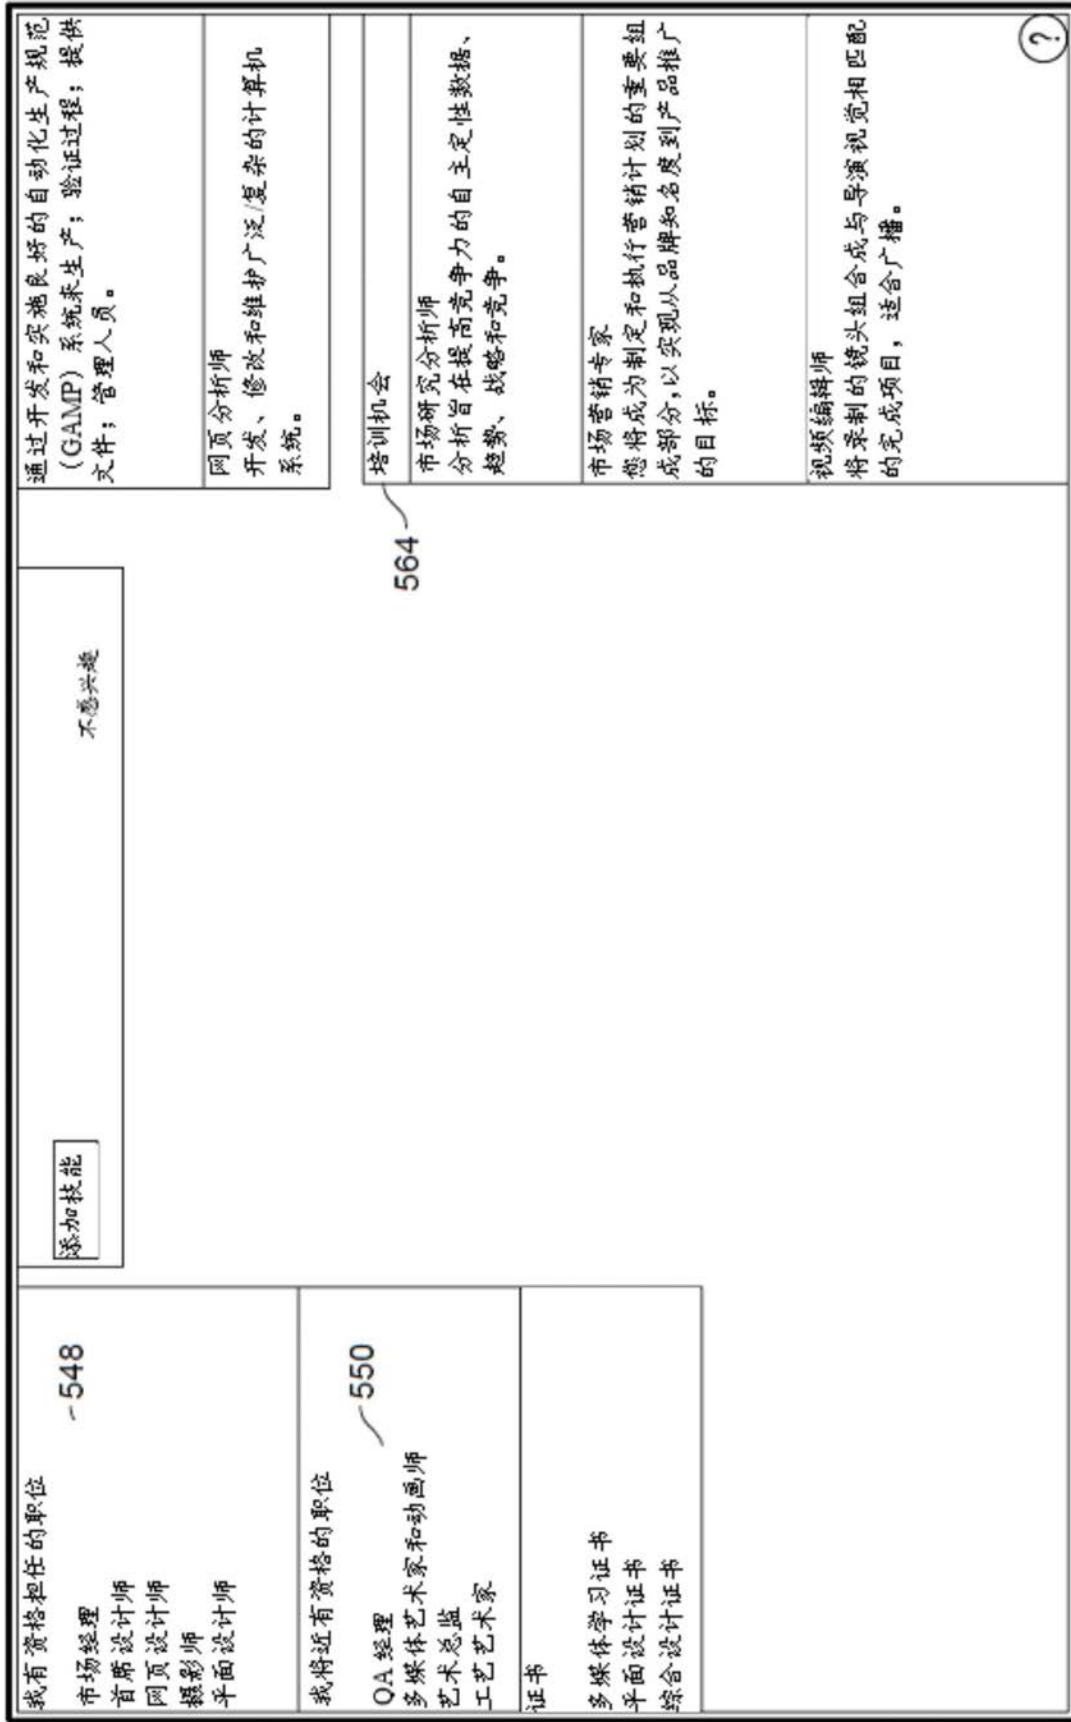 我有资格担任的职位
548
市场经理
首席设计师
网页设计师
摄影师
平面设计师
我将近有资格的职位
550
QA 经理
多媒体艺术家和动画师
艺术总监
工艺艺术家
证书
多媒体学习证书
平面设计证书
综合设计证书
添加技能
不感兴趣
通过开发和实施良好的自动化生产规范
（GAMP）系统来生产；验证过程；提供
文件；管理人员。
网页分析师
开发、修改和维护广泛/复杂的计算机
系统。
564
培训机会
市场研究分析师
分析旨在提高竞争力的自主定性数据、
趋势、战略和竞争。
市场营销专家
您将成为制定和执行营销计划的重要组
成部分，以实现从品牌知名度到产品推广
的目标。
视频编辑师
将录制的镜头组合成与导演视觉相匹配
的完成项目，适合广播。
?